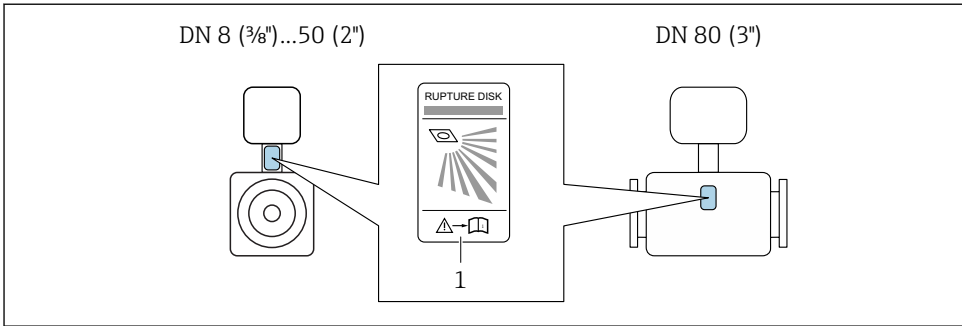 DN 8 (⅜")...50 (2")
DN 80 (3")
RUPTURE DISK
1